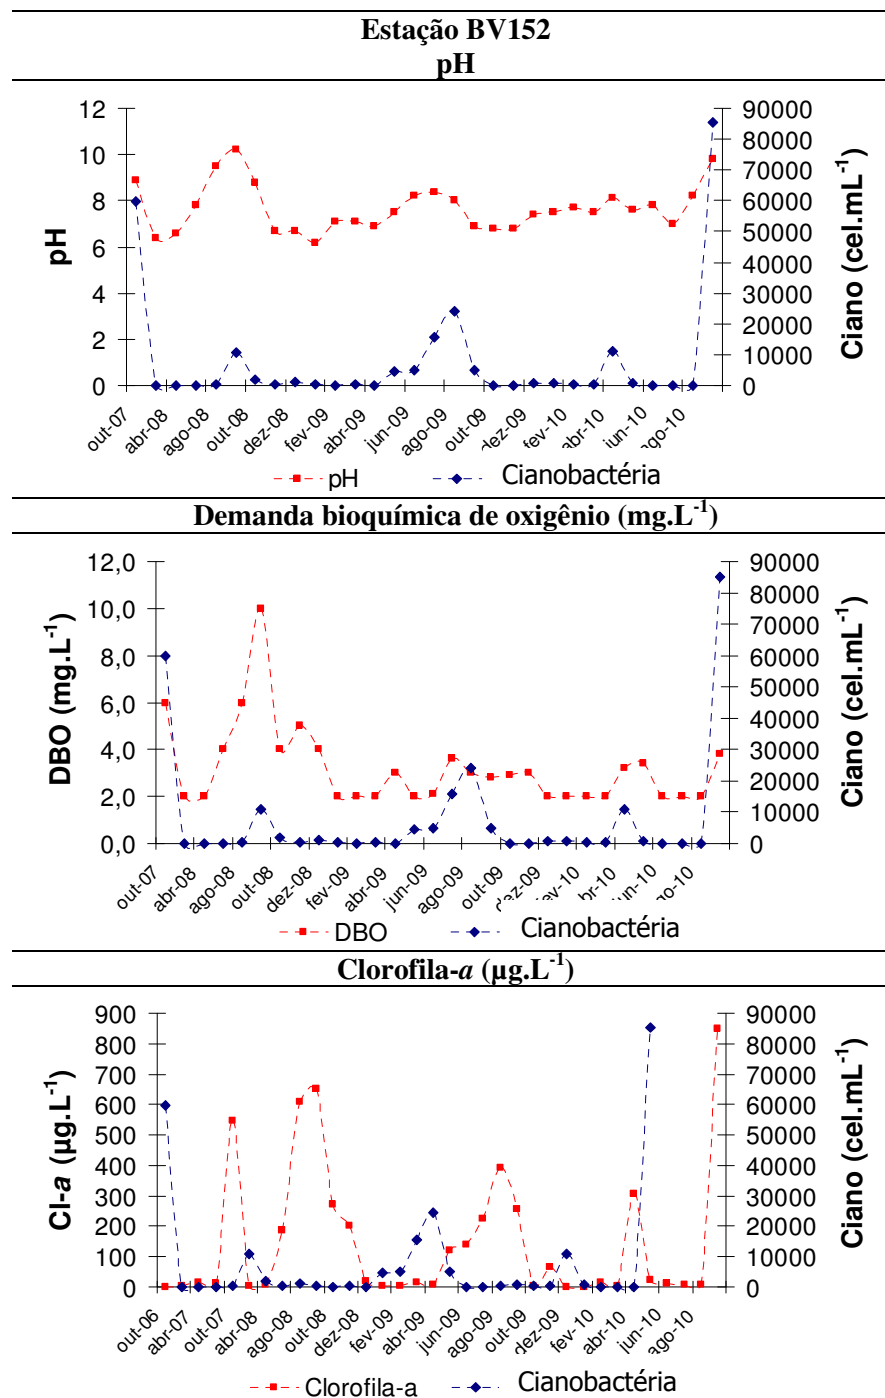 Estação BV152
pH
12
10
8
6
4
2
0
pH
90000
80000
70000
60000
50000
40000
30000
20000
10000
0
Ciano (cel.mL-1)
out-07
abr-08
ago-08
out-08
dez-08
fev-09
abr-09
jun-09
ago-09
out-09
dez-09
fev-10
abr-10
jun-10
ago-10
pH Cianobactéria
Demanda bioquímica de oxigênio (mg.L-1)
12,0
10,0
8,0
6,0
4,0
2,0
0,0
DBO (mg.L-1)
90000
80000
70000
60000
50000
40000
30000
20000
10000
0
Ciano (cel.mL-1)
out-07
abr-08
ago-08
out-08
dez-08
fev-09
abr-09
jun-09
ago-09
out-09
dez-09
fev-10
abr-10
jun-10
ago-10
DBO Cianobactéria
Clorofila-a (µg.L-1)
900
800
700
600
500
400
300
200
100
0
Cl-a (µg.L-1)
90000
80000
70000
60000
50000
40000
30000
20000
10000
0
Ciano (cel.mL-1)
out-06
abr-07
out-07
abr-08
ago-08
out-08
dez-08
fev-09
abr-09
jun-09
ago-09
out-09
dez-09
fev-10
abr-10
jun-10
ago-10
Clorofila-a Cianobactéria